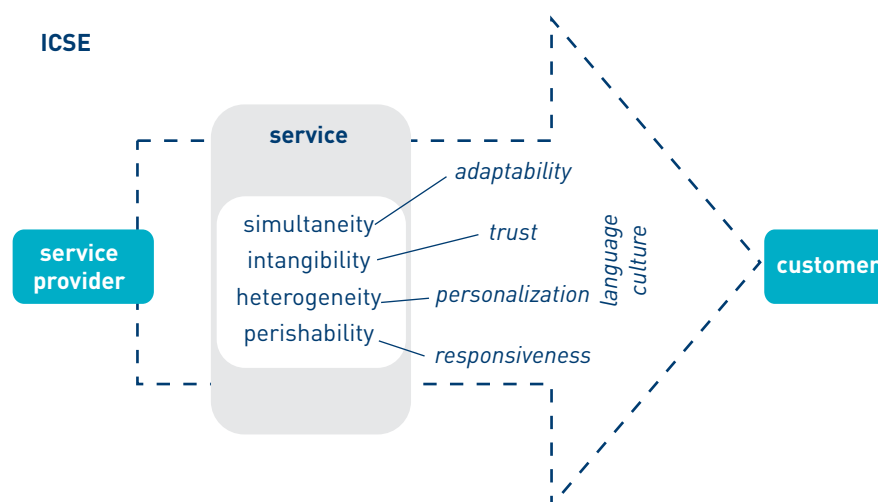 ICSE
service
adaptability
simultaneity
trust
intangibility
service
provider
heterogeneity
personalization
language
culture
customer
perishability
responsiveness